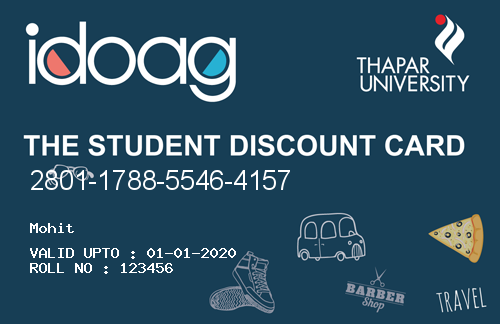 idoag
THAPAR
UNIVERSITY
THE STUDENT DISCOUNT CARD
2801-1788-5546-4157
Mohit
VALID UPTO : 01-01-2020
ROLL NO : 123456
BARBER
Shop
TRAVEL